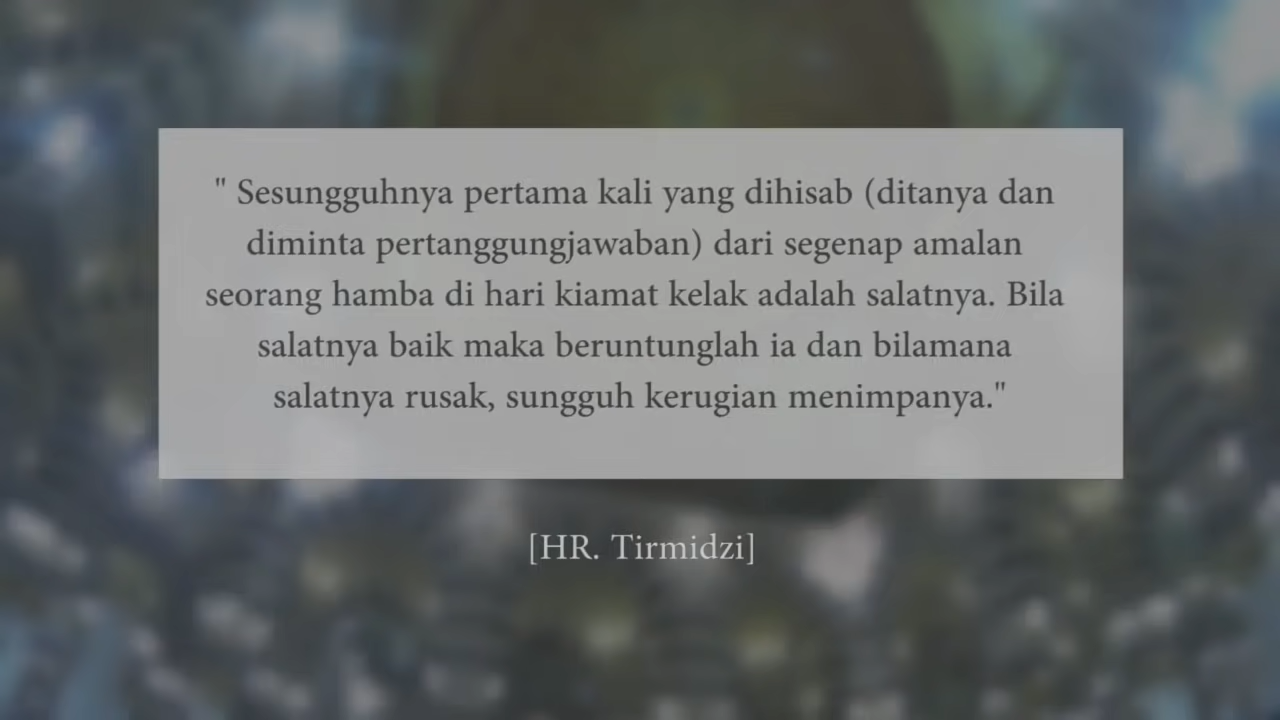 " Sesungguhnya pertama kali yang dihisab (ditanya dan
diminta pertanggungjawaban) dari segenap amalan
seorang hamba di hari kiamat kelak adalah salatnya. Bila
salatnya baik maka beruntunglah ia dan bilamana
salatnya rusak, sungguh kerugian menimpanya."
[HR. Tirmidzi]